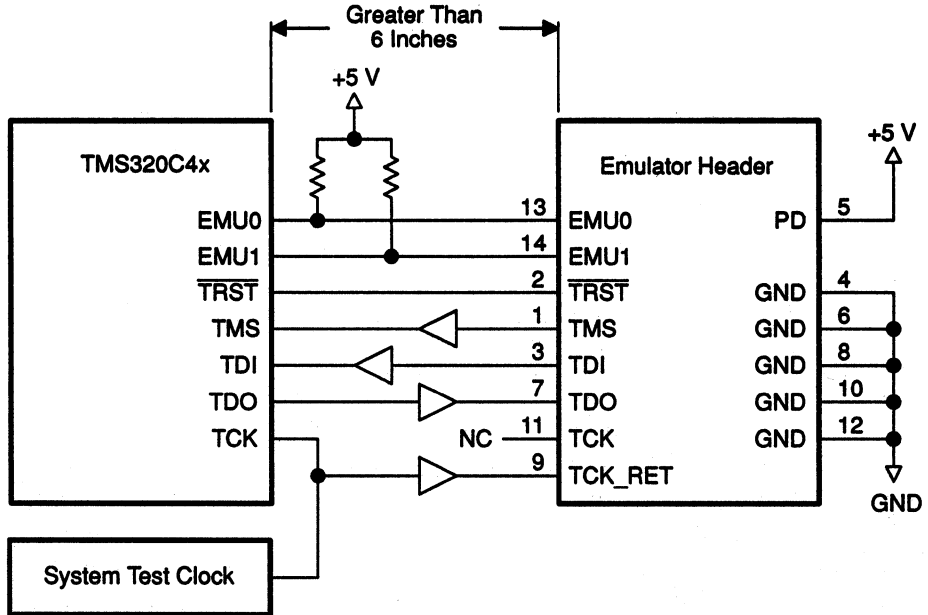 Greater Than
6 Inches
+5 V
TMS320C4x
Emulator Header
+5 V
EMU0 13 EMU0 PD 5
EMU1 14 EMU1
TRST 2 TRST GND 4
TMS 1 TMS GND 6
TDI 3 TDI GND 8
TDO 7 TDO GND 10
TCK NC 11 TCK GND 12
9 TCK_RET
GND
System Test Clock